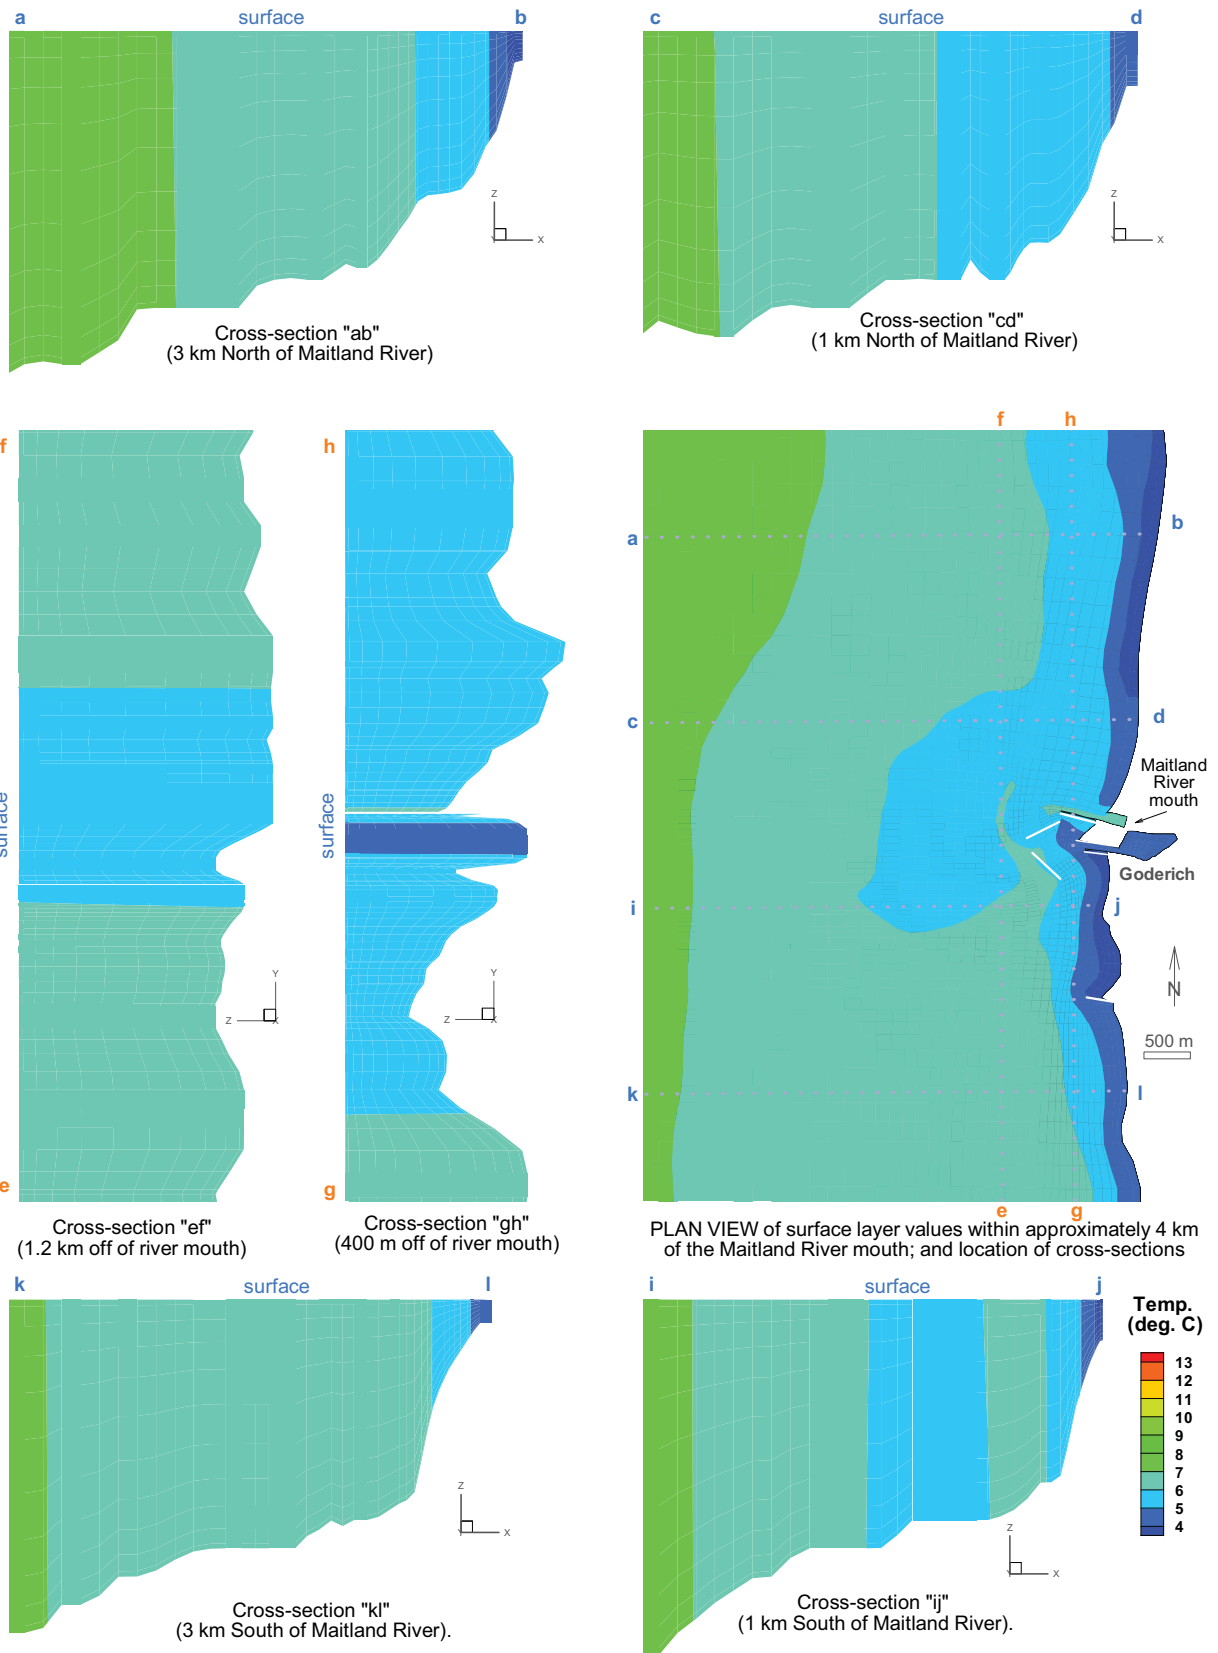 a surface b
c surface d
Z
X
Y
Z
X
Y
Cross-section "ab"
(3 km North of Maitland River)
Cross-section "cd"
(1 km North of Maitland River)
f
surface
e
Y
Z
X
h
surface
g
Y
Z
X
f h
a
b
c
d
Maitland
River
mouth
Goderich
i
j
N
500 m
k
l
e g
Cross-section "ef"
(1.2 km off of river mouth)
Cross-section "gh"
(400 m off of river mouth)
PLAN VIEW of surface layer values within approximately 4 km
of the Maitland River mouth; and location of cross-sections
k surface l
Z
X
Y
Cross-section "kl"
(3 km South of Maitland River).
i surface j
Z
X
Y
Cross-section "ij"
(1 km South of Maitland River).
Temp.
(deg. C)
13
12
11
10
9
8
7
6
5
4